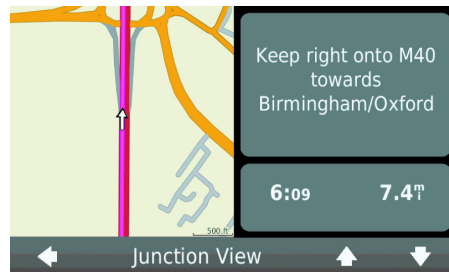 Keep right onto M40
towards
Birmingham/Oxford
6:09 7.4mi
500 ft
Junction View